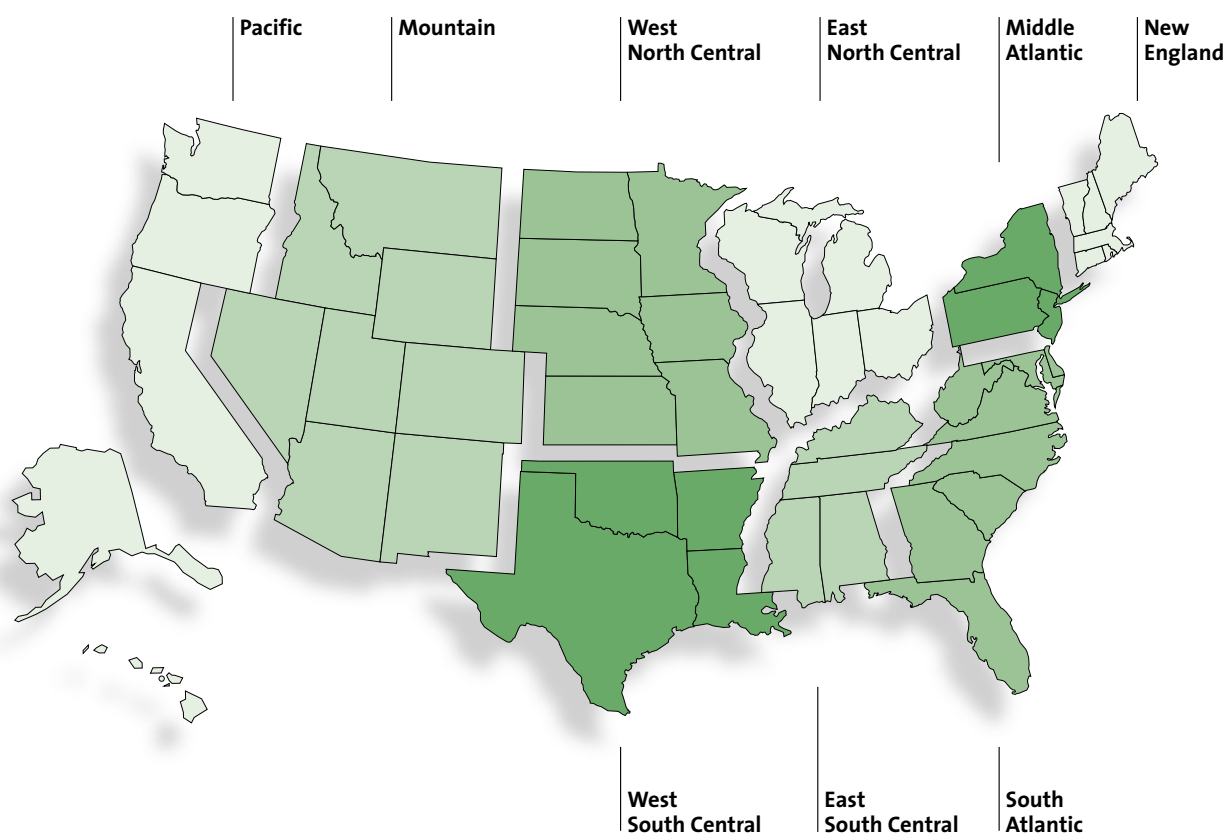 Pacific
Mountain
West
North Central
East
North Central
Middle
Atlantic
New
England
West
South Central
East
South Central
South
Atlantic